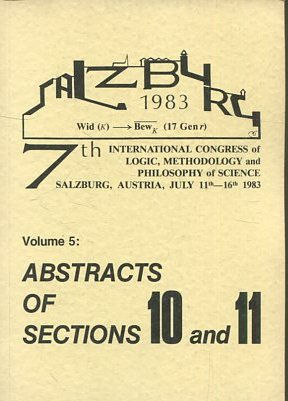 SALZBURG
1983
Wid (κ) ⟶ Bew_κ (17 Gen r)
7th INTERNATIONAL CONGRESS of
LOGIC, METHODOLOGY and
PHILOSOPHY of SCIENCE
SALZBURG, AUSTRIA, JULY 11th—16th 1983
Volume 5:
ABSTRACTS
OF
SECTIONS 10 and 11